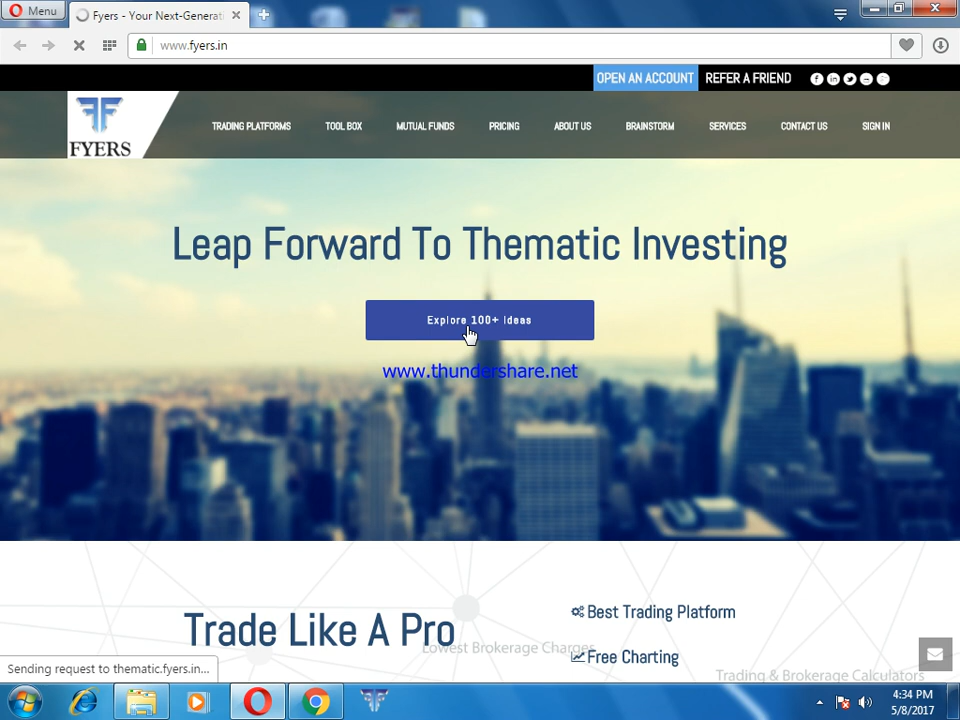 Menu
Fyers - Your Next-Generat
www.fyers.in
OPEN AN ACCOUNT
REFER A FRIEND
FYERS
TRADING PLATFORMS
TOOL BOX
MUTUAL FUNDS
PRICING
ABOUT US
BRAINSTORM
SERVICES
CONTACT US
SIGN IN
Leap Forward To Thematic Investing
Explore 100+ Ideas
www.thundershare.net
Trade Like A Pro
Best Trading Platform
Lowest Brokerage Charges
Free Charting
Trading & Brokerage Calculators
Sending request to thematic.fyers.in...
4:34 PM
5/8/2017